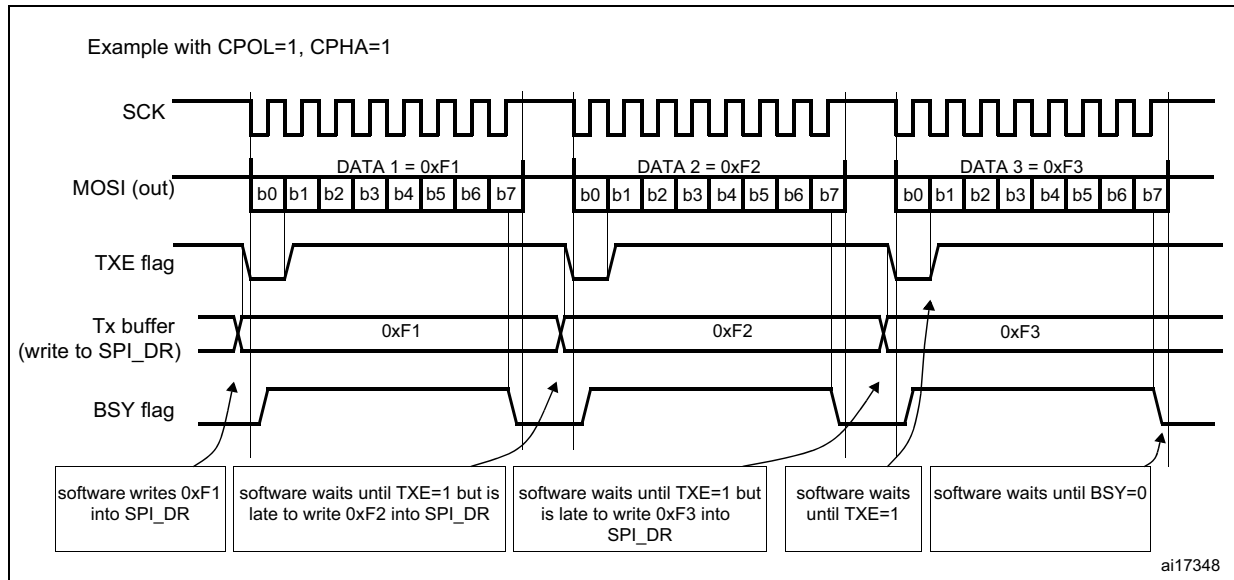 Example with CPOL=1, CPHA=1
SCK
DATA 1 = 0xF1
DATA 2 = 0xF2
DATA 3 = 0xF3
MOSI (out)
b0 b1 b2 b3 b4 b5 b6 b7
b0 b1 b2 b3 b4 b5 b6 b7
b0 b1 b2 b3 b4 b5 b6 b7
TXE flag
Tx buffer
(write to SPI_DR)
0xF1
0xF2
0xF3
BSY flag
software writes 0xF1
into SPI_DR
software waits until TXE=1 but is
late to write 0xF2 into SPI_DR
software waits until TXE=1 but
is late to write 0xF3 into
SPI_DR
software waits
until TXE=1
software waits until BSY=0
ai17348